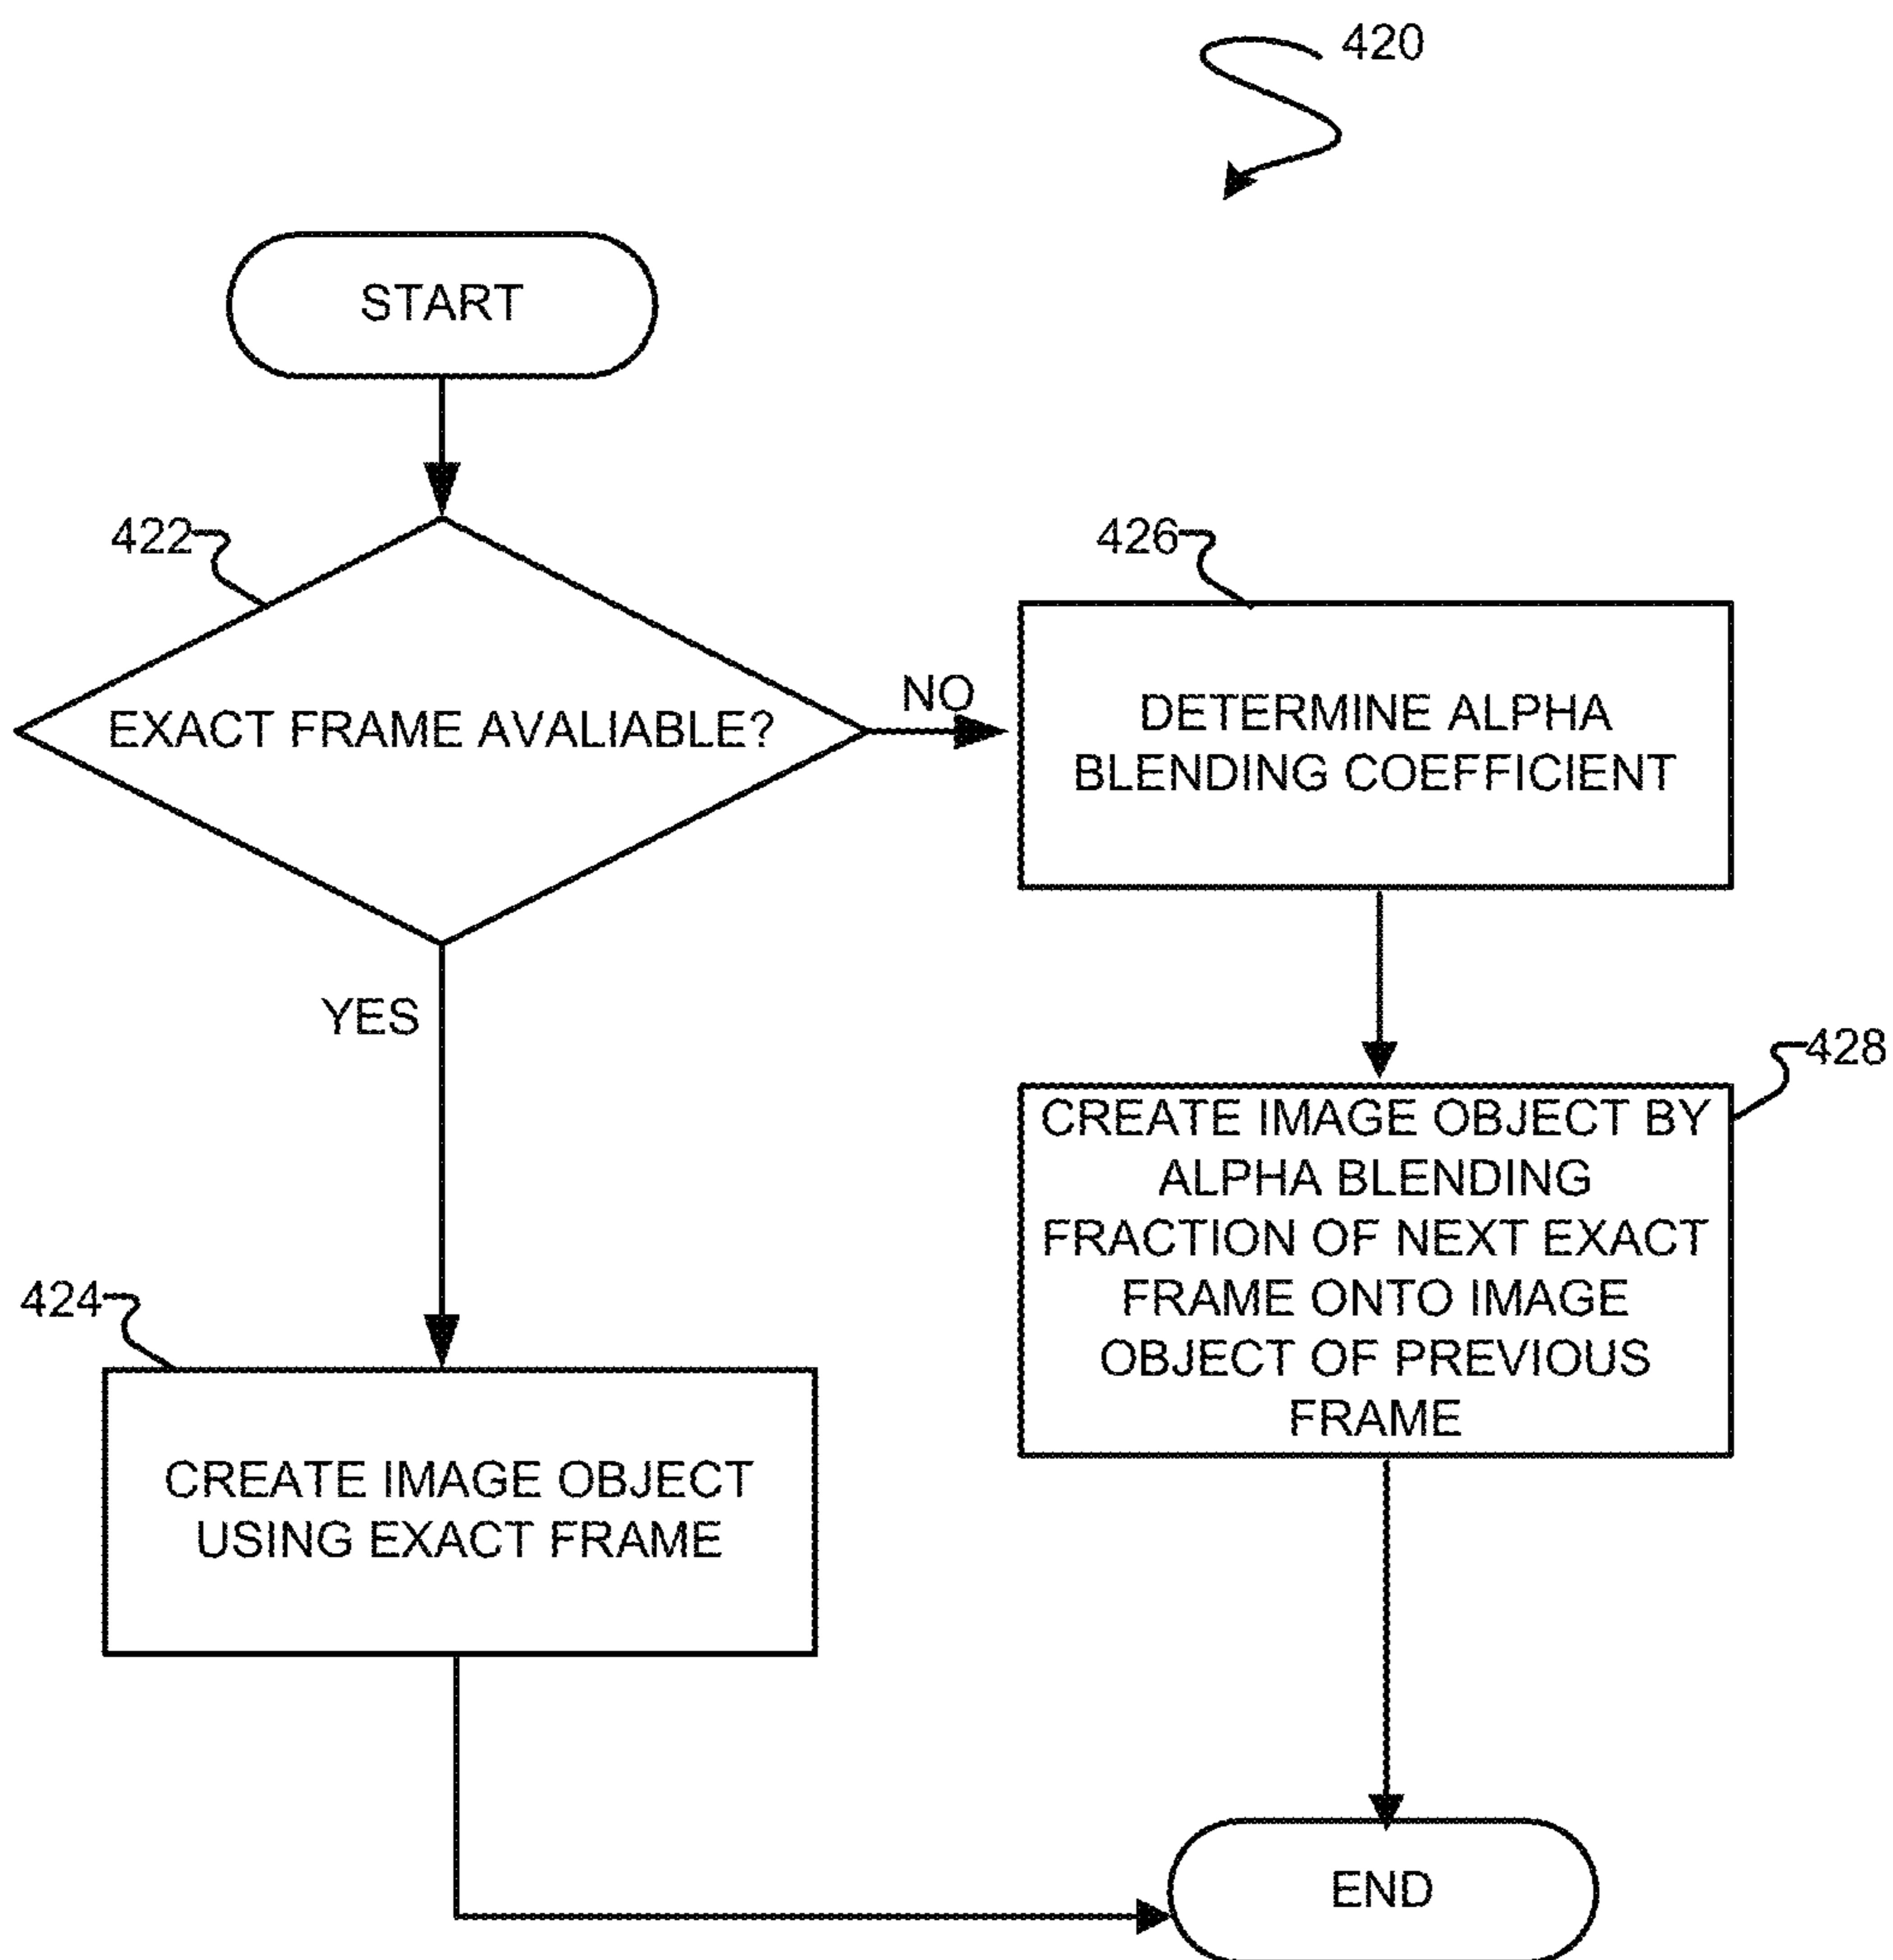 420
START
422
EXACT FRAME AVALIABLE?
NO
426
DETERMINE ALPHA
BLENDING COEFFICIENT
YES
428
CREATE IMAGE OBJECT BY
ALPHA BLENDING
FRACTION OF NEXT EXACT
FRAME ONTO IMAGE
OBJECT OF PREVIOUS
FRAME
424
CREATE IMAGE OBJECT
USING EXACT FRAME
END